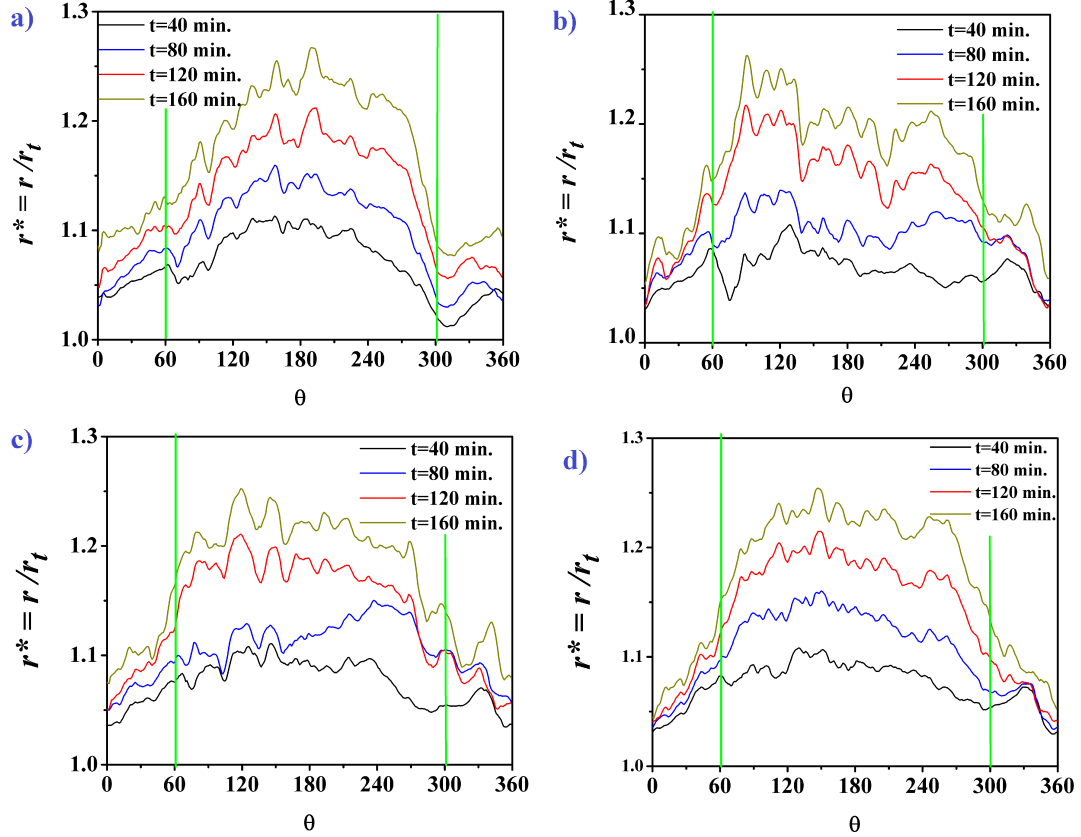 a)
t=40 min.
t=80 min.
t=120 min.
t=160 min.
r* = r /rt
1.3
1.2
1.1
1.0
0 60 120 180 240 300 360
θ
b)
t=40 min.
t=80 min.
t=120 min.
t=160 min.
r* = r/rt
1.3
1.2
1.1
1.0
0 60 120 180 240 300 360
θ
c)
t=40 min.
t=80 min.
t=120 min.
t=160 min.
r* = r /rt
1.3
1.2
1.1
1.0
0 60 120 180 240 300 360
θ
d)
t=40 min.
t=80 min.
t=120 min.
t=160 min.
r* = r /rt
1.3
1.2
1.1
1.0
0 60 120 180 240 300 360
θ